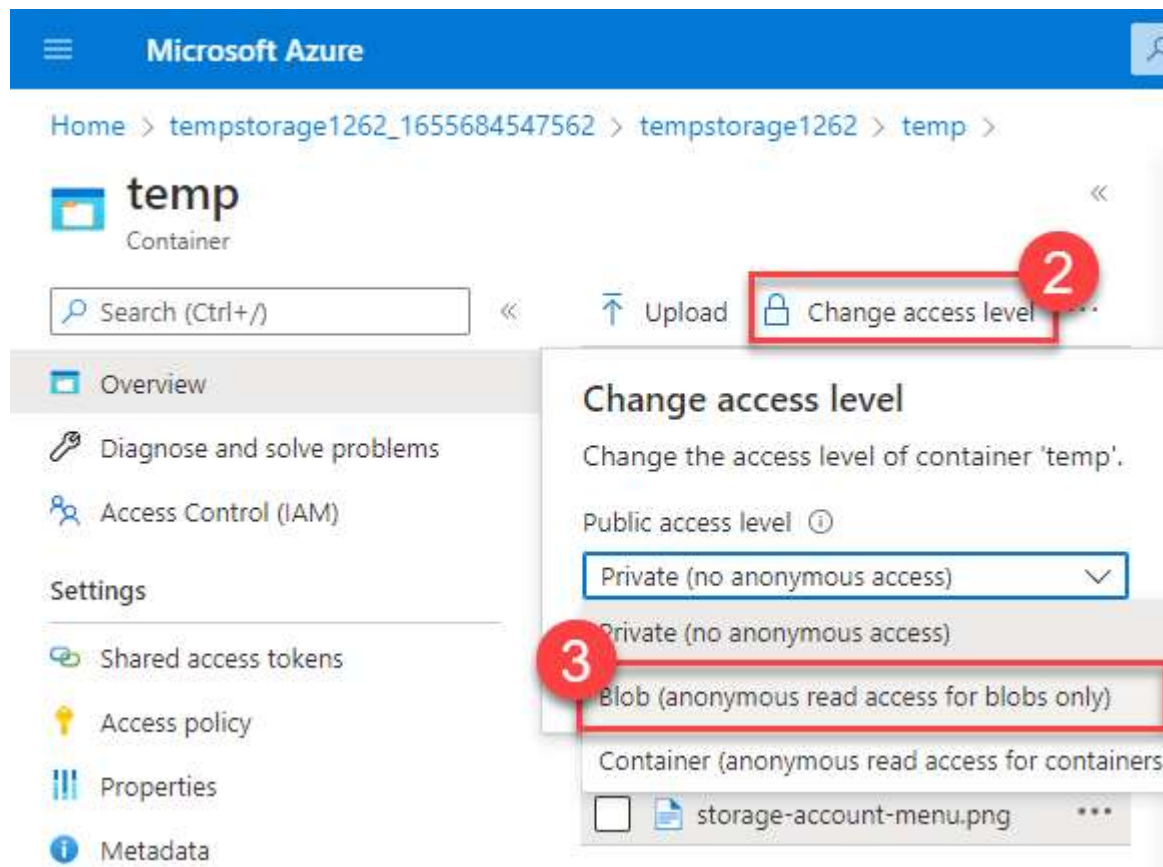 Microsoft Azure
Home > tempstorage1262_1655684547562 > tempstorage1262 > temp >
temp
Container
Search (Ctrl+/)
Upload
Change access level
2
Overview
Diagnose and solve problems
Access Control (IAM)
Settings
Shared access tokens
Access policy
Properties
Metadata
Change access level
Change the access level of container 'temp'.
Public access level
Private (no anonymous access)
Private (no anonymous access)
3
Blob (anonymous read access for blobs only)
Container (anonymous read access for containers
storage-account-menu.png